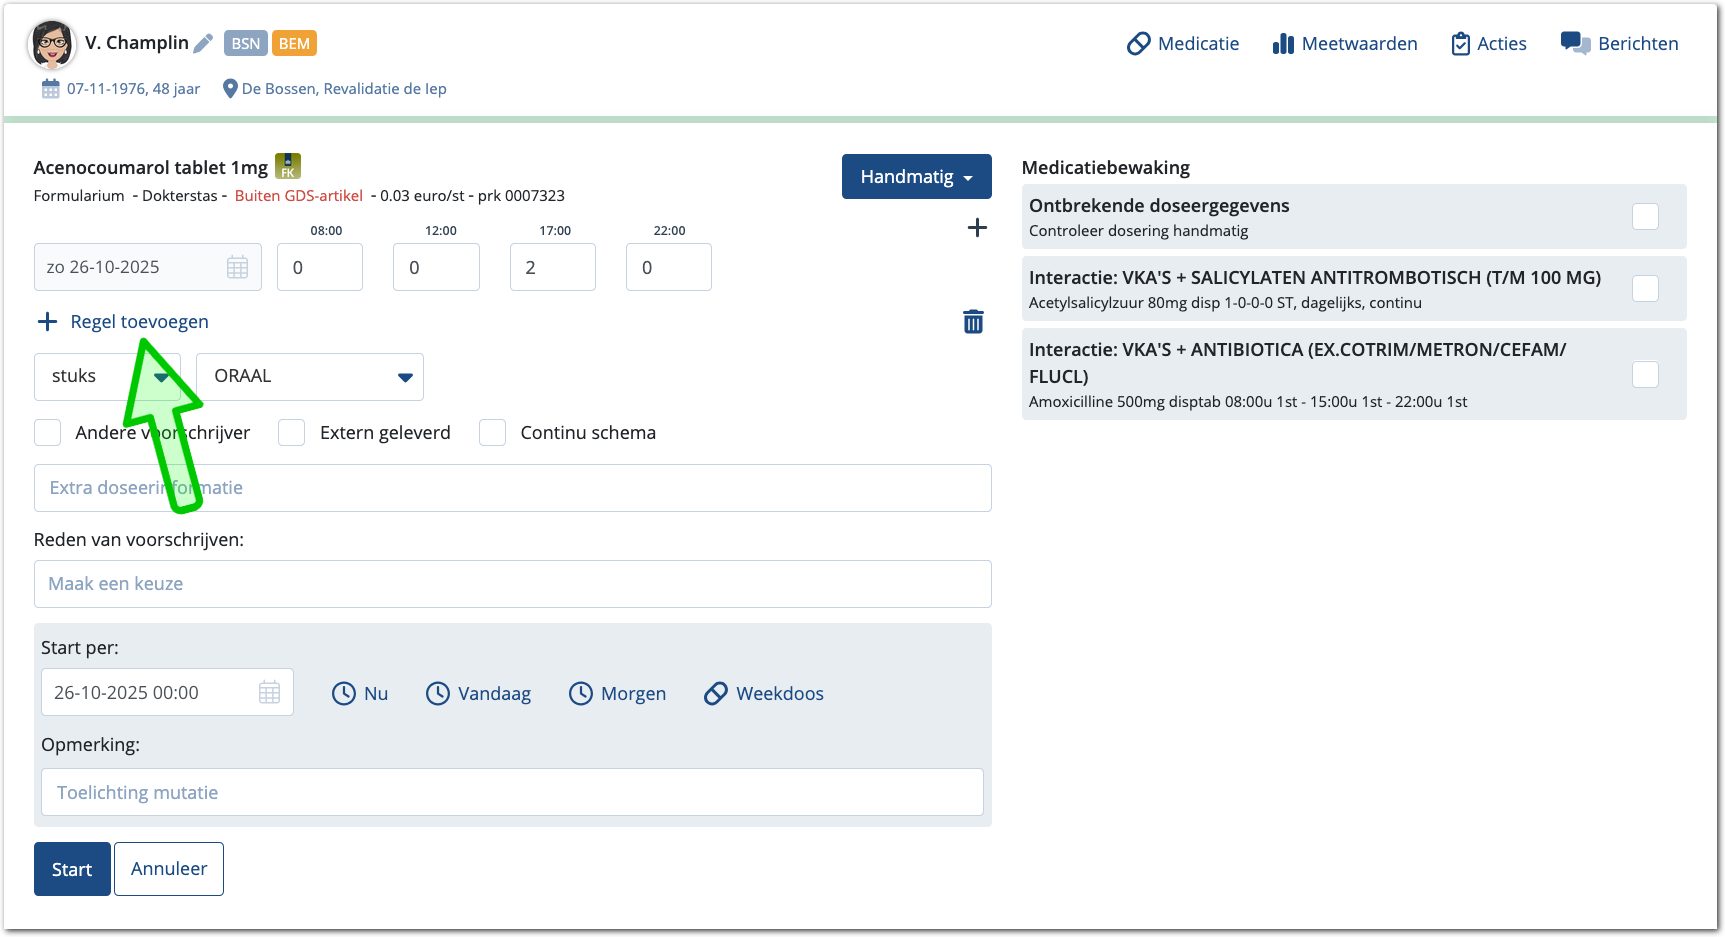 V. Champlin BSN BEM
Medicatie Meetwaarden Acties Berichten
07-11-1976, 48 jaar De Bossen, Revalidatie de Iep
Acenocoumarol tablet 1mg FK
Formularium - Dokterstas - Buiten GDS-artikel - 0.03 euro/st - prk 0007323
Handmatig
08:00 12:00 17:00 22:00
zo 26-10-2025 0 0 2 0
Regel toevoegen
stuks ORAAL
Andere voorschrijver Extern geleverd Continu schema
Extra doseerinformatie
Reden van voorschrijven:
Maak een keuze
Start per:
26-10-2025 00:00 Nu Vandaag Morgen Weekdoos
Opmerking:
Toelichting mutatie
Start Annuleer
Medicatiebewaking
Ontbrekende doseergegevens
Controleer dosering handmatig
Interactie: VKA'S + SALICYLATEN ANTITROMBOTISCH (T/M 100 MG)
Acetylsalicylzuur 80mg disp 1-0-0-0 ST, dagelijks, continu
Interactie: VKA'S + ANTIBIOTICA (EX.COTRIM/METRON/CEFAM/
FLUCL)
Amoxicilline 500mg disptab 08:00u 1st - 15:00u 1st - 22:00u 1st